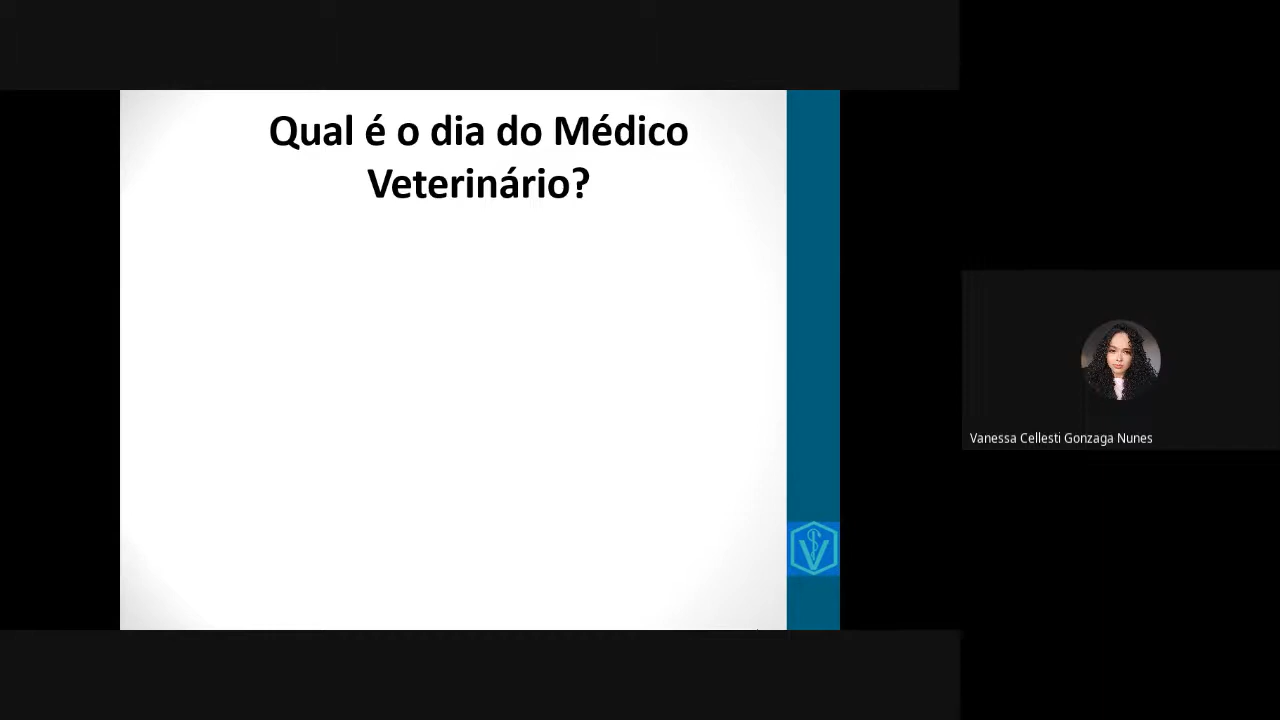 Qual é o dia do Médico
Veterinário?
V
Vanessa Cellesti Gonzaga Nunes